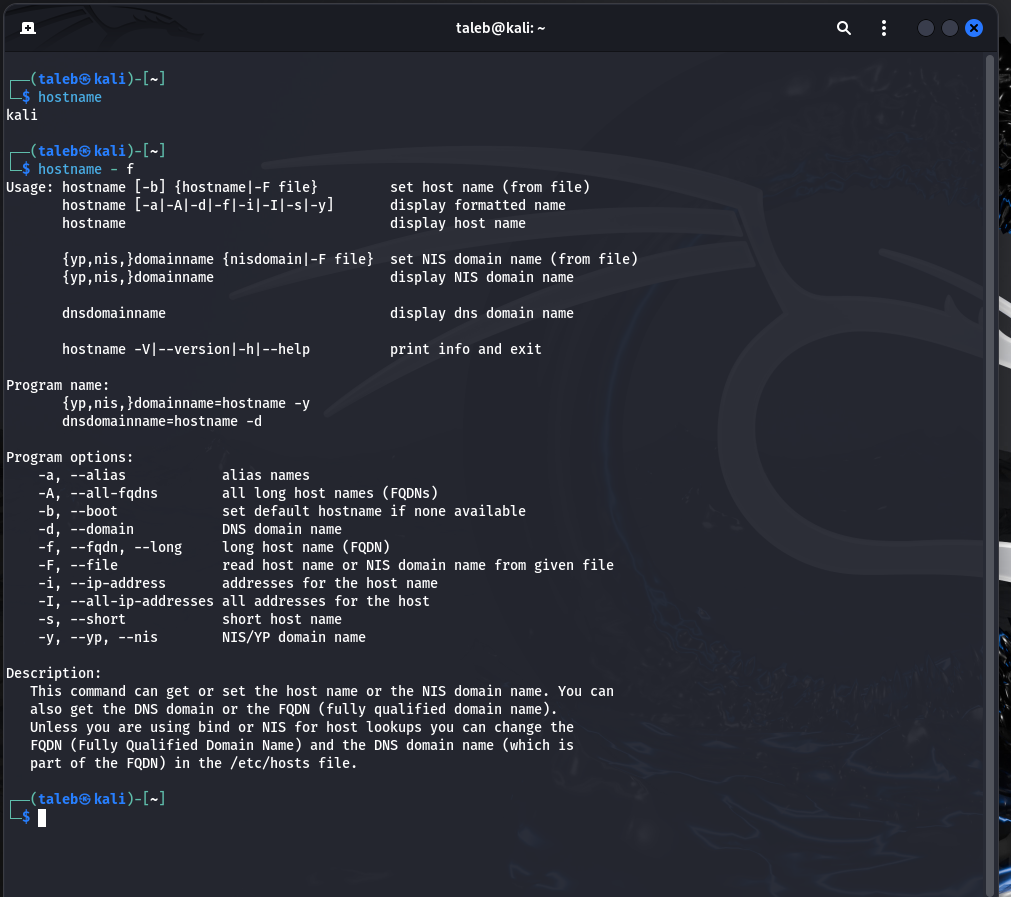 taleb@kali: ~
┌──(taleb㉿kali)-[~]
└─$ hostname
kali
┌──(taleb㉿kali)-[~]
└─$ hostname - f
Usage: hostname [-b] {hostname|-F file}         set host name (from file)
       hostname [-a|-A|-d|-f|-i|-I|-s|-y]       display formatted name
       hostname                                 display host name
       {yp,nis,}domainname {nisdomain|-F file}  set NIS domain name (from file)
       {yp,nis,}domainname                      display NIS domain name
       dnsdomainname                            display dns domain name
       hostname -V|--version|-h|--help          print info and exit
Program name:
       {yp,nis,}domainname=hostname -y
       dnsdomainname=hostname -d
Program options:
    -a, --alias            alias names
    -A, --all-fqdns        all long host names (FQDNs)
    -b, --boot             set default hostname if none available
    -d, --domain           DNS domain name
    -f, --fqdn, --long     long host name (FQDN)
    -F, --file             read host name or NIS domain name from given file
    -i, --ip-address       addresses for the host name
    -I, --all-ip-addresses all addresses for the host
    -s, --short            short host name
    -y, --yp, --nis        NIS/YP domain name
Description:
   This command can get or set the host name or the NIS domain name. You can
   also get the DNS domain or the FQDN (fully qualified domain name).
   Unless you are using bind or NIS for host lookups you can change the
   FQDN (Fully Qualified Domain Name) and the DNS domain name (which is
   part of the FQDN) in the /etc/hosts file.
┌──(taleb㉿kali)-[~]
└─$